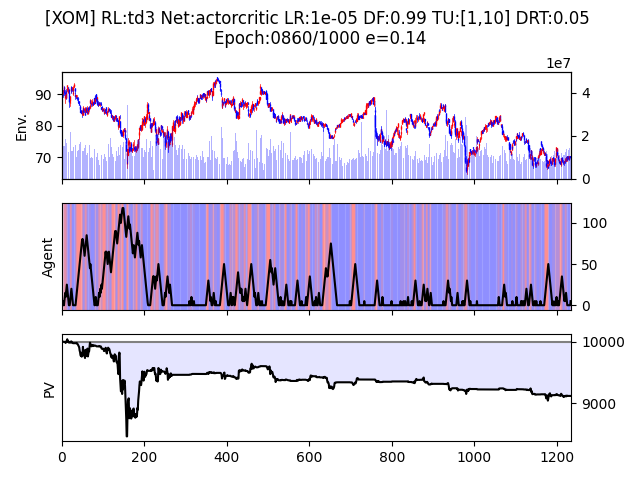 [XOM] RL:td3 Net:actorcritic LR:1e-05 DF:0.99 TU:[1,10] DRT:0.05
Epoch:0860/1000 e=0.14
1e7
90
80
70
Env.
4
2
0
Agent
100
50
0
PV
10000
9000
0 200 400 600 800 1000 1200